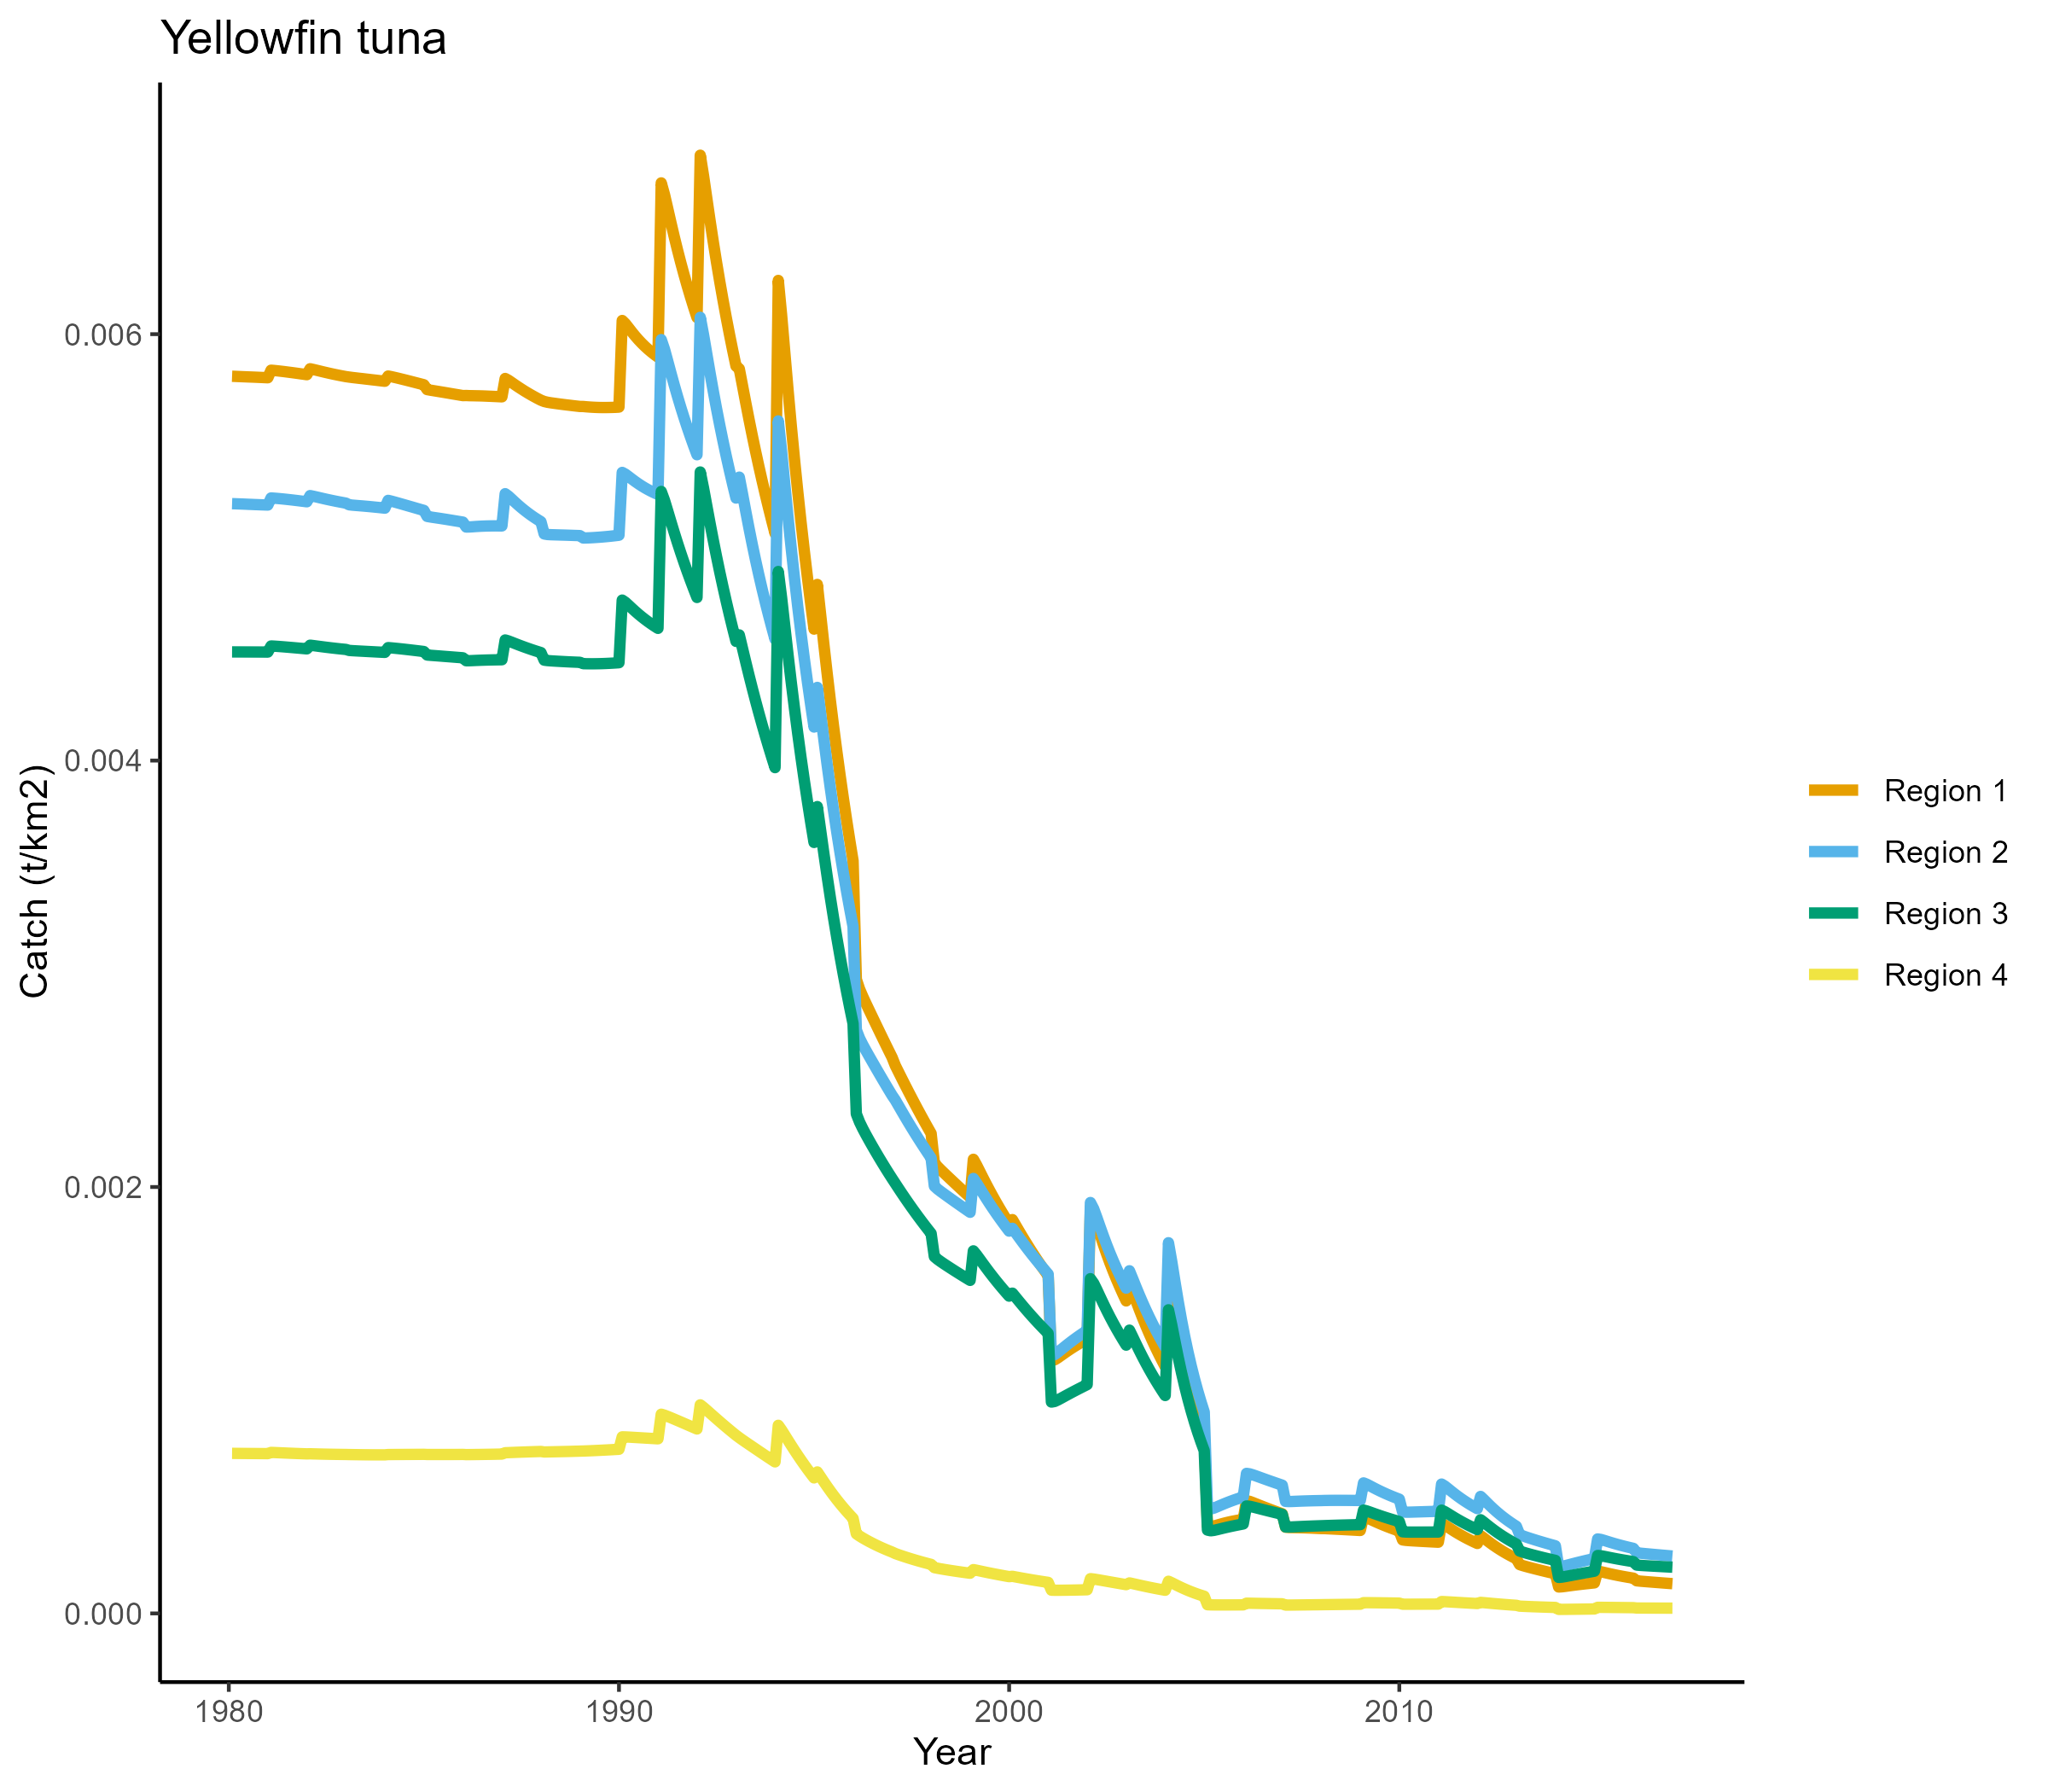 Yellowfin tuna
Catch (t/km2)
0.006
0.004
0.002
0.000
1980
1990
2000
2010
Year
Region 1
Region 2
Region 3
Region 4